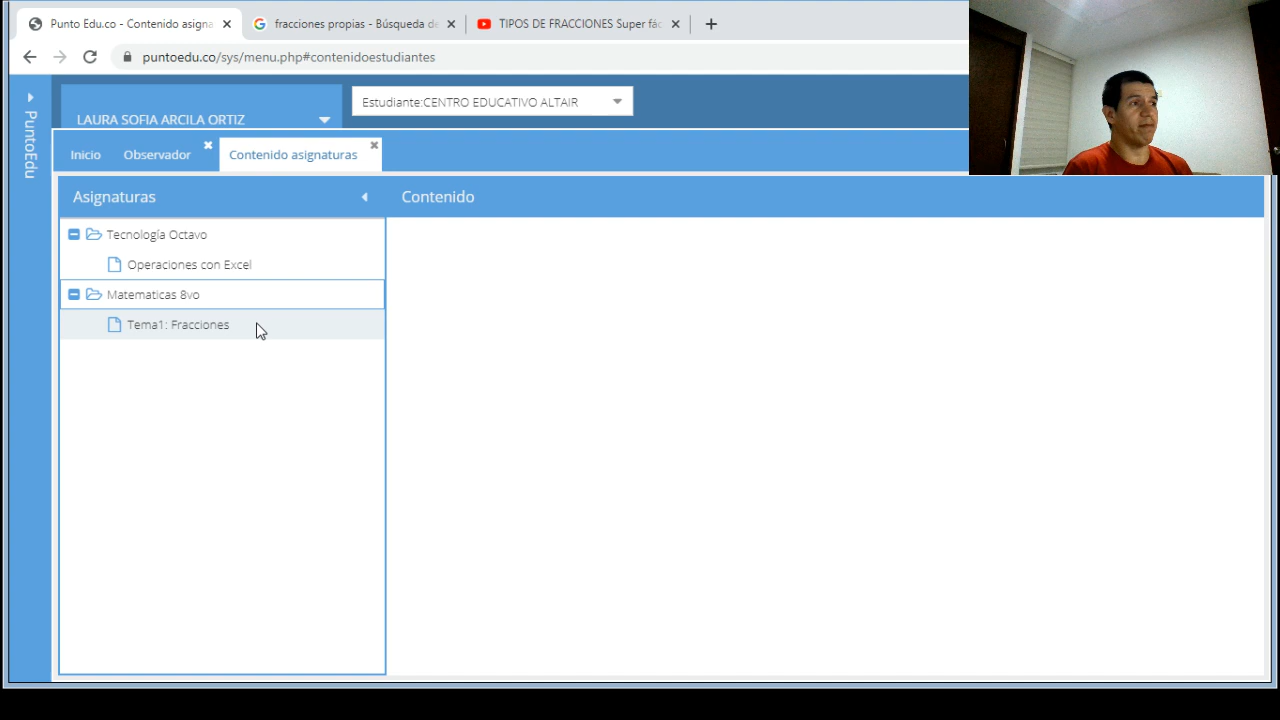 Punto Edu.co - Contenido asigna
fracciones propias - Búsqueda de
TIPOS DE FRACCIONES Super fác
puntoedu.co/sys/menu.php#contenidoestudiantes
PuntoEdu
LAURA SOFIA ARCILA ORTIZ
Estudiante:CENTRO EDUCATIVO ALTAIR
Inicio
Observador
Contenido asignaturas
Asignaturas
Contenido
Tecnología Octavo
Operaciones con Excel
Matematicas 8vo
Tema1: Fracciones